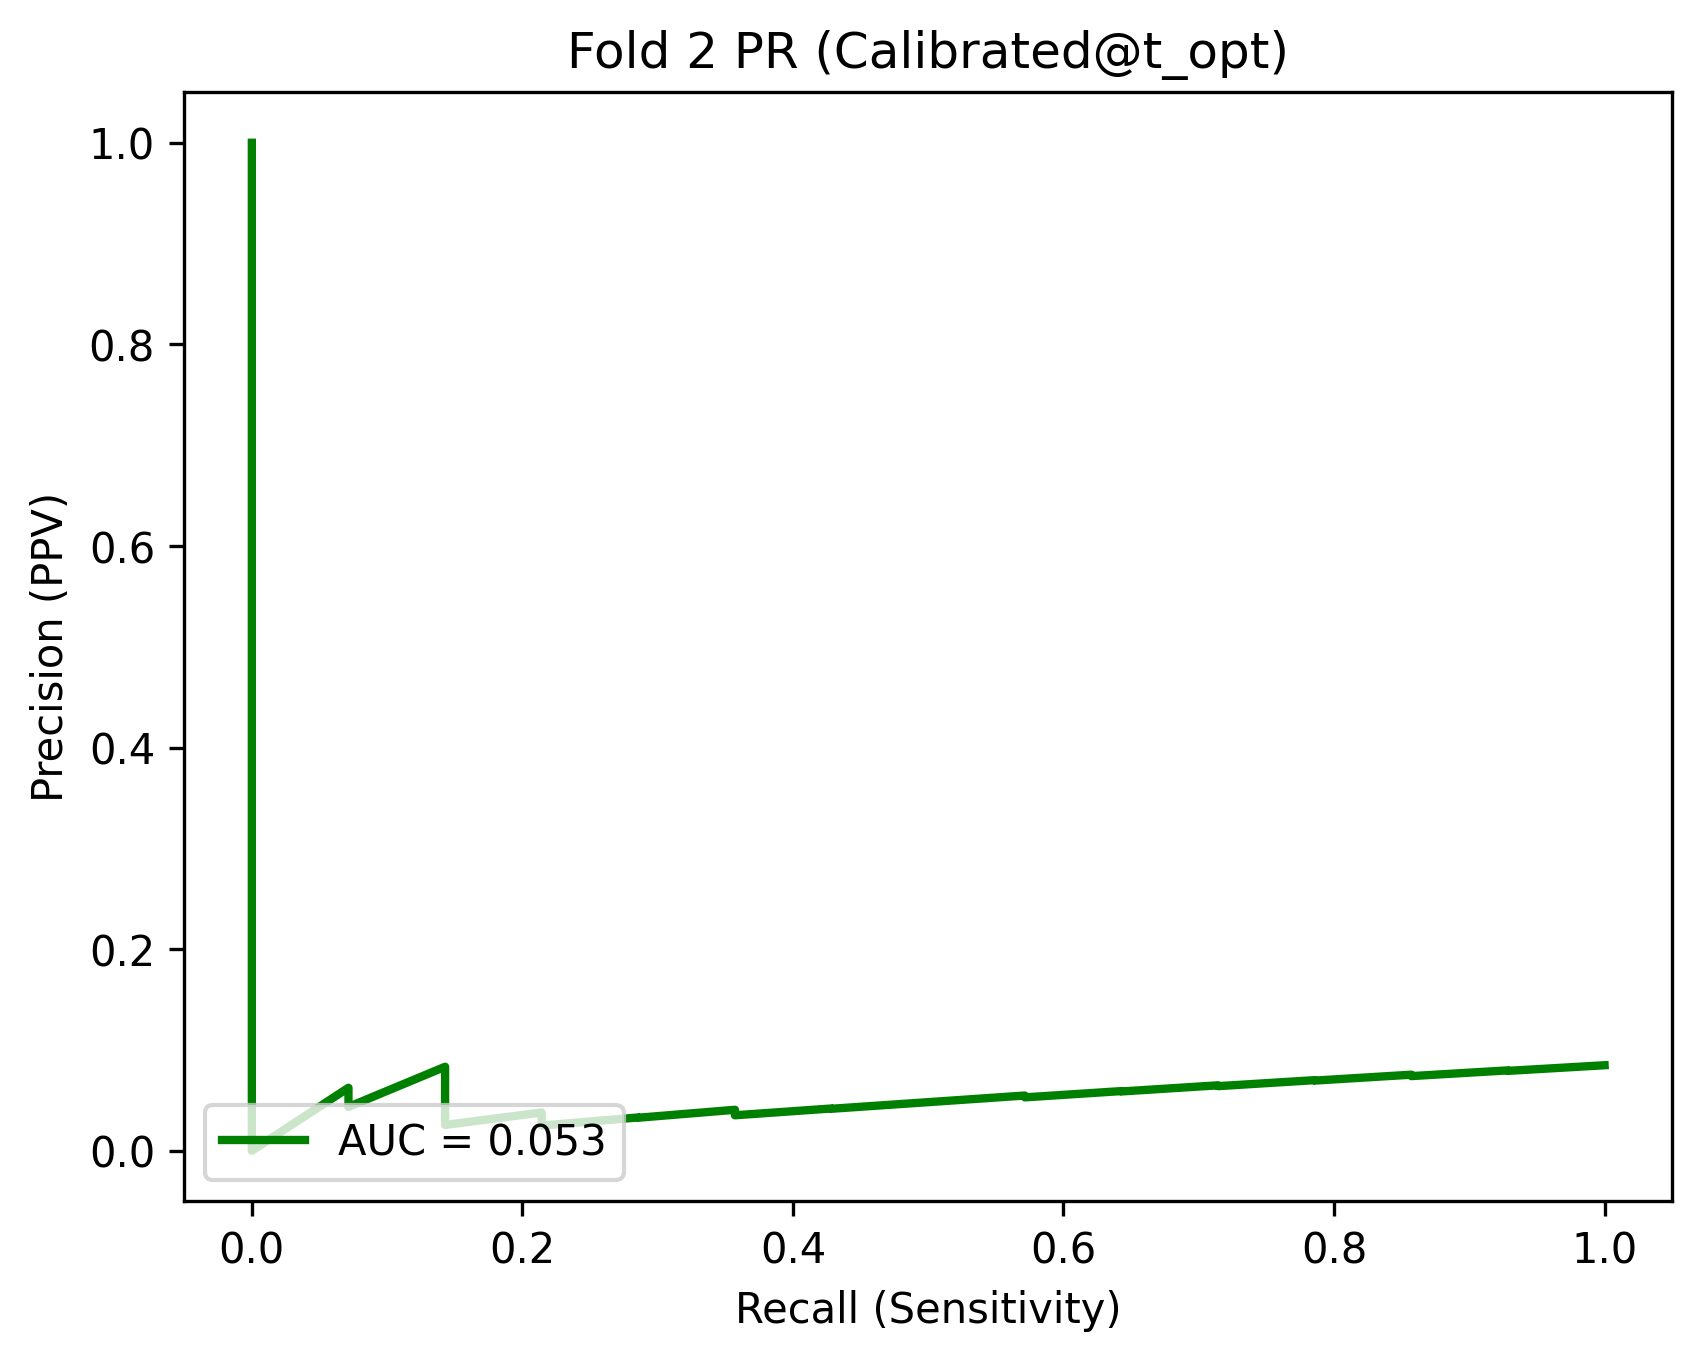 Fold 2 PR (Calibrated@t_opt)
Precision (PPV)
1.0
0.8
0.6
0.4
0.2
0.0
AUC = 0.053
0.0 0.2 0.4 0.6 0.8 1.0
Recall (Sensitivity)